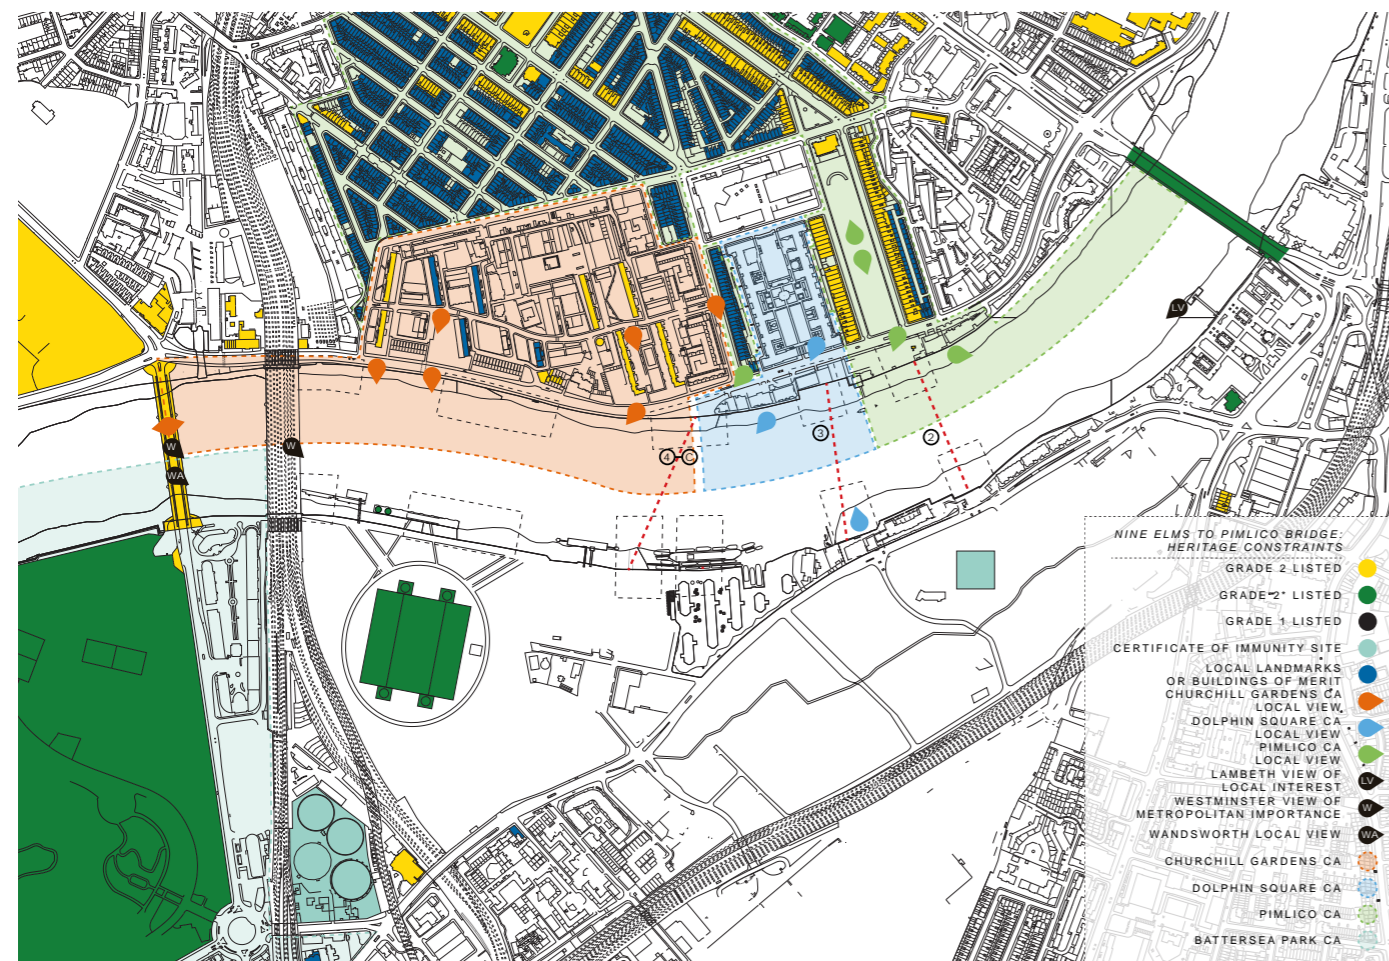 LV
W
WA
W
3
2
4
C
NINE ELMS TO PIMLICO BRIDGE:
HERITAGE CONSTRAINTS
GRADE 2 LISTED
GRADE 2* LISTED
GRADE 1 LISTED
CERTIFICATE OF IMMUNITY SITE
LOCAL LANDMARKS
OR BUILDINGS OF MERIT
CHURCHILL GARDENS CA
LOCAL VIEW
DOLPHIN SQUARE CA
LOCAL VIEW
PIMLICO CA
LOCAL VIEW
LAMBETH VIEW OF
LOCAL INTEREST
LV
WESTMINSTER VIEW OF
METROPOLITAN IMPORTANCE
W
WANDSWORTH LOCAL VIEW
WA
CHURCHILL GARDENS CA
DOLPHIN SQUARE CA
PIMLICO CA
BATTERSEA PARK CA